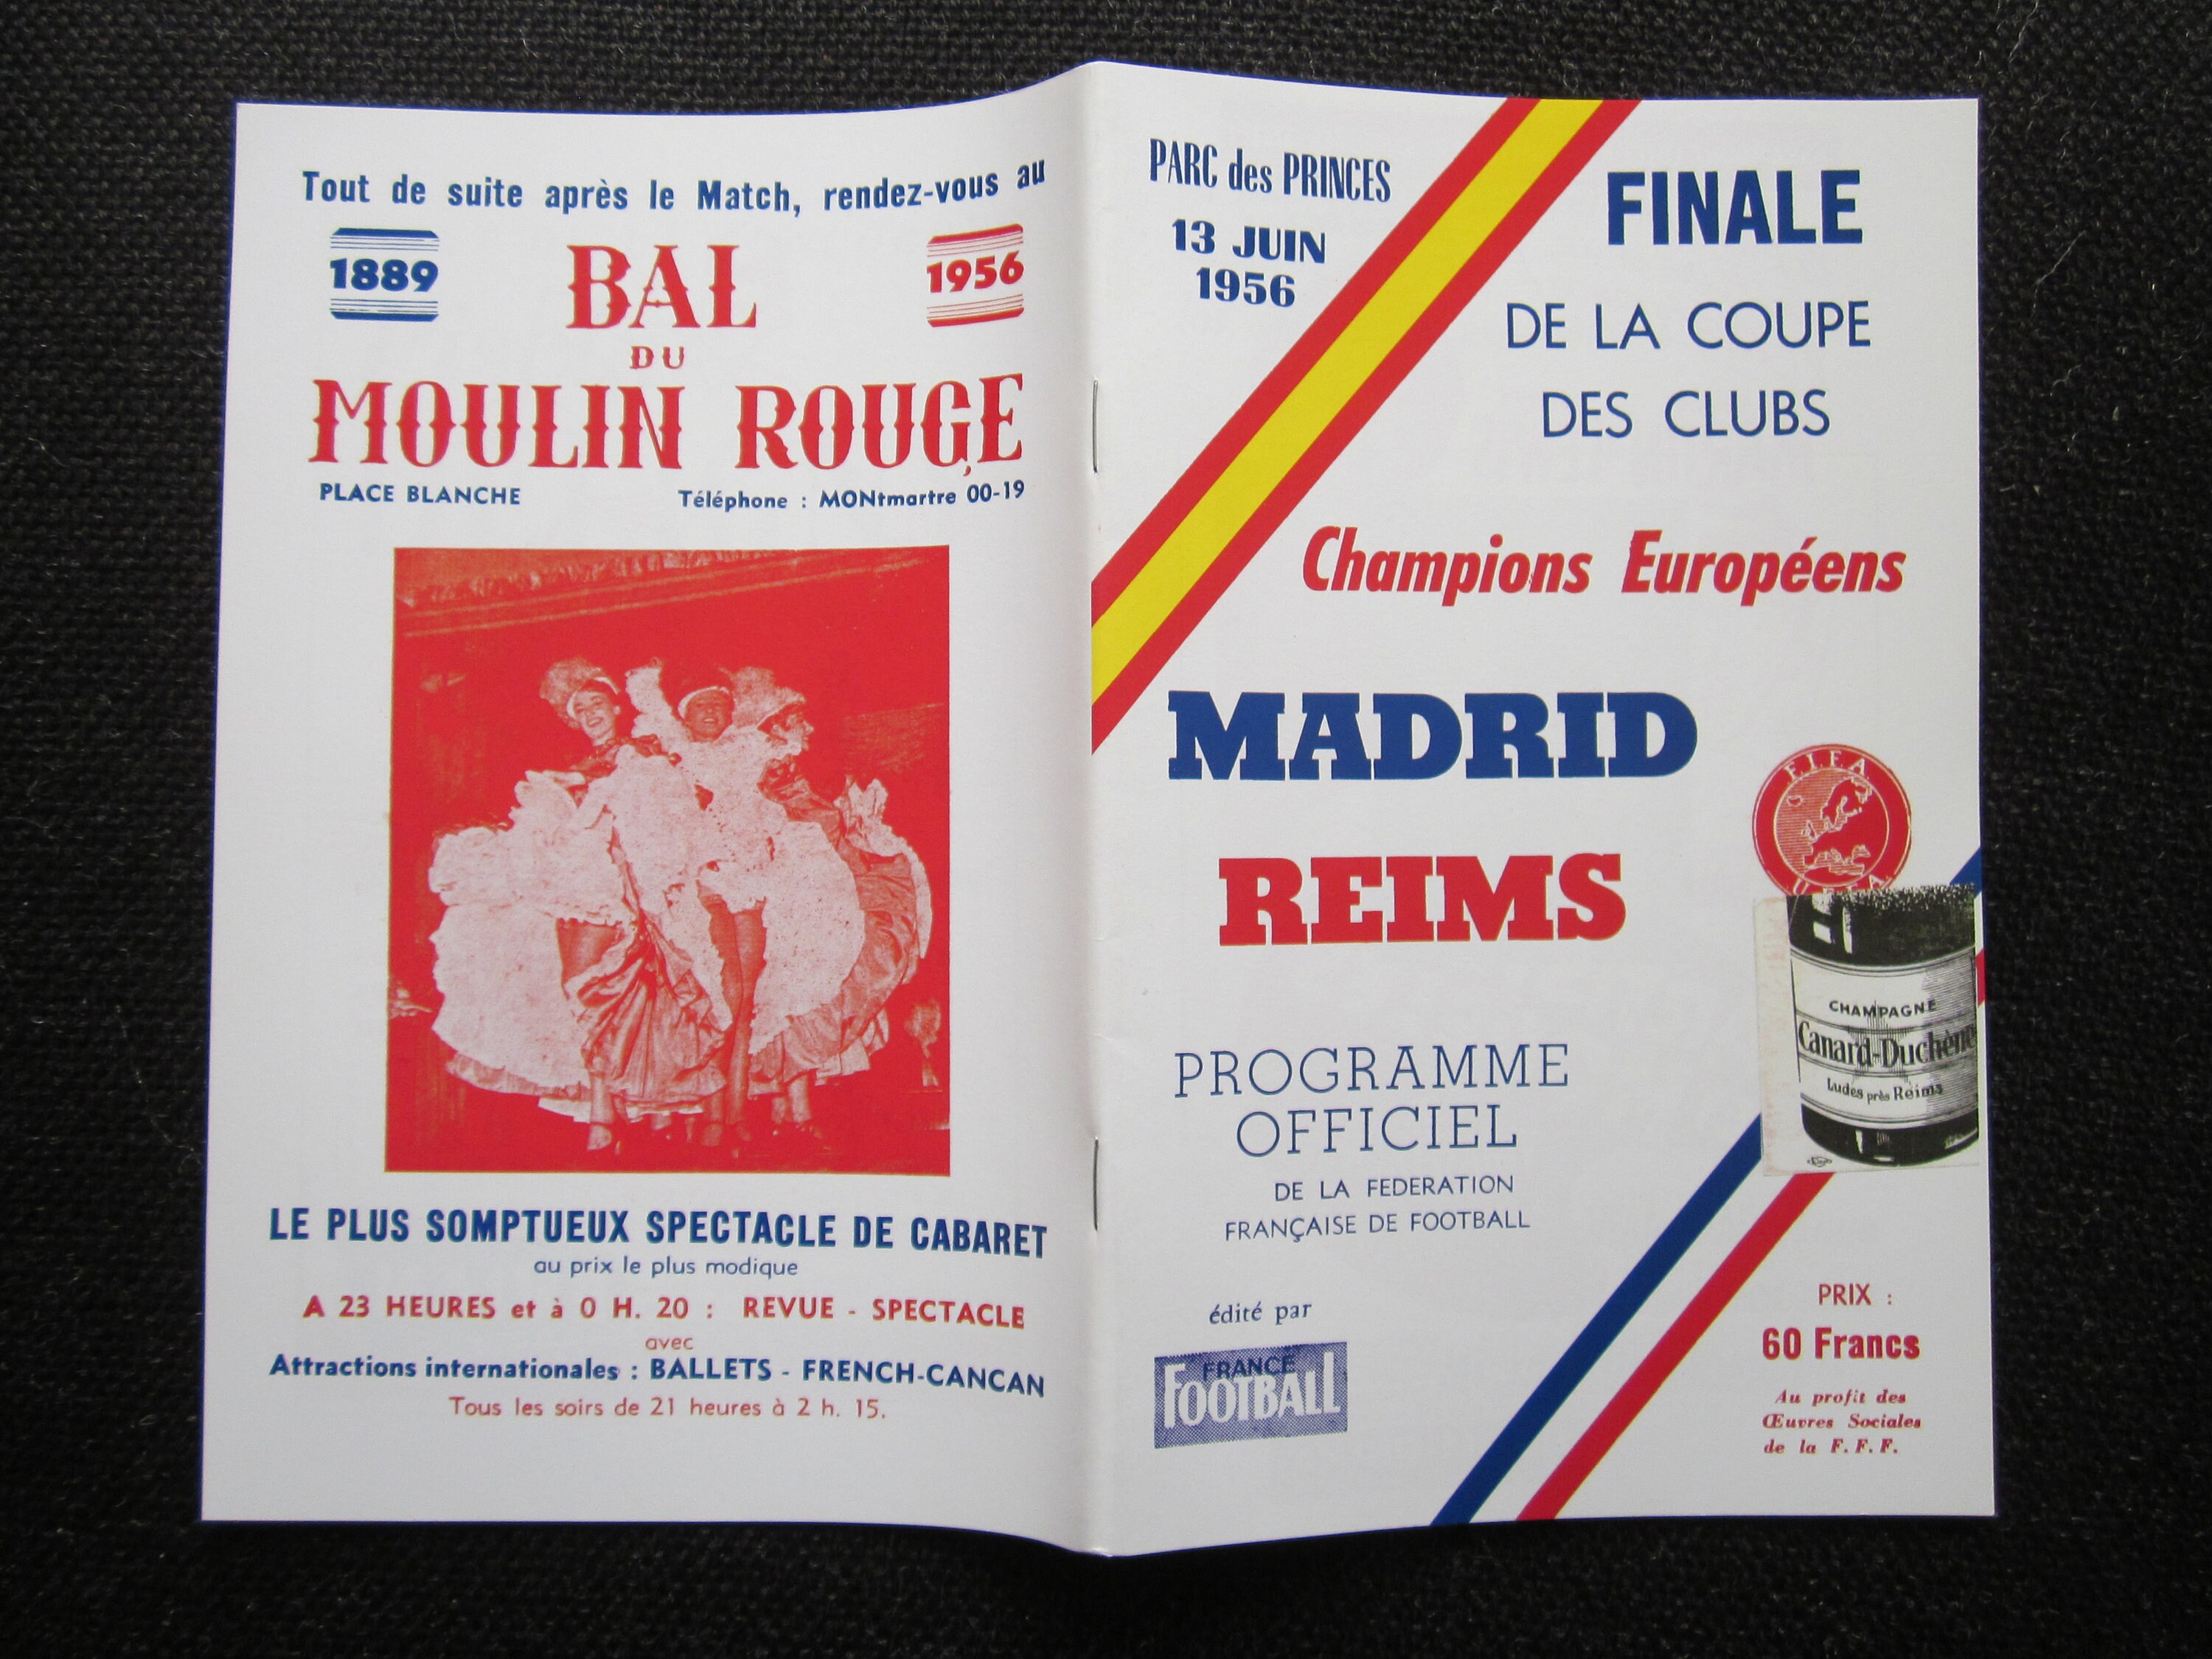 Tout de suite après le Match, rendez-vous au
1889
BAL
1956
DU
MOULIN ROUGE
PLACE BLANCHE
Téléphone : MONtmartre 00-19
LE PLUS SOMPTUEUX SPECTACLE DE CABARET
au prix le plus modique
A 23 HEURES et à 0 H. 20 : REVUE - SPECTACLE
avec
Attractions internationales : BALLETS - FRENCH-CANCAN
Tous les soirs de 21 heures à 2 h. 15.
PARC des PRINCES
13 JUIN
1956
FINALE
DE LA COUPE
DES CLUBS
Champions Européens
MADRID
REIMS
F.I.F.A
CHAMPAGNE
Canard-Duchêne
Ludes près Reims
PROGRAMME
OFFICIEL
DE LA FEDERATION
FRANÇAISE DE FOOTBALL
édité par
FRANCE
FOOTBALL
PRIX :
60 Francs
Au profit des
Œuvres Sociales
de la F. F. F.